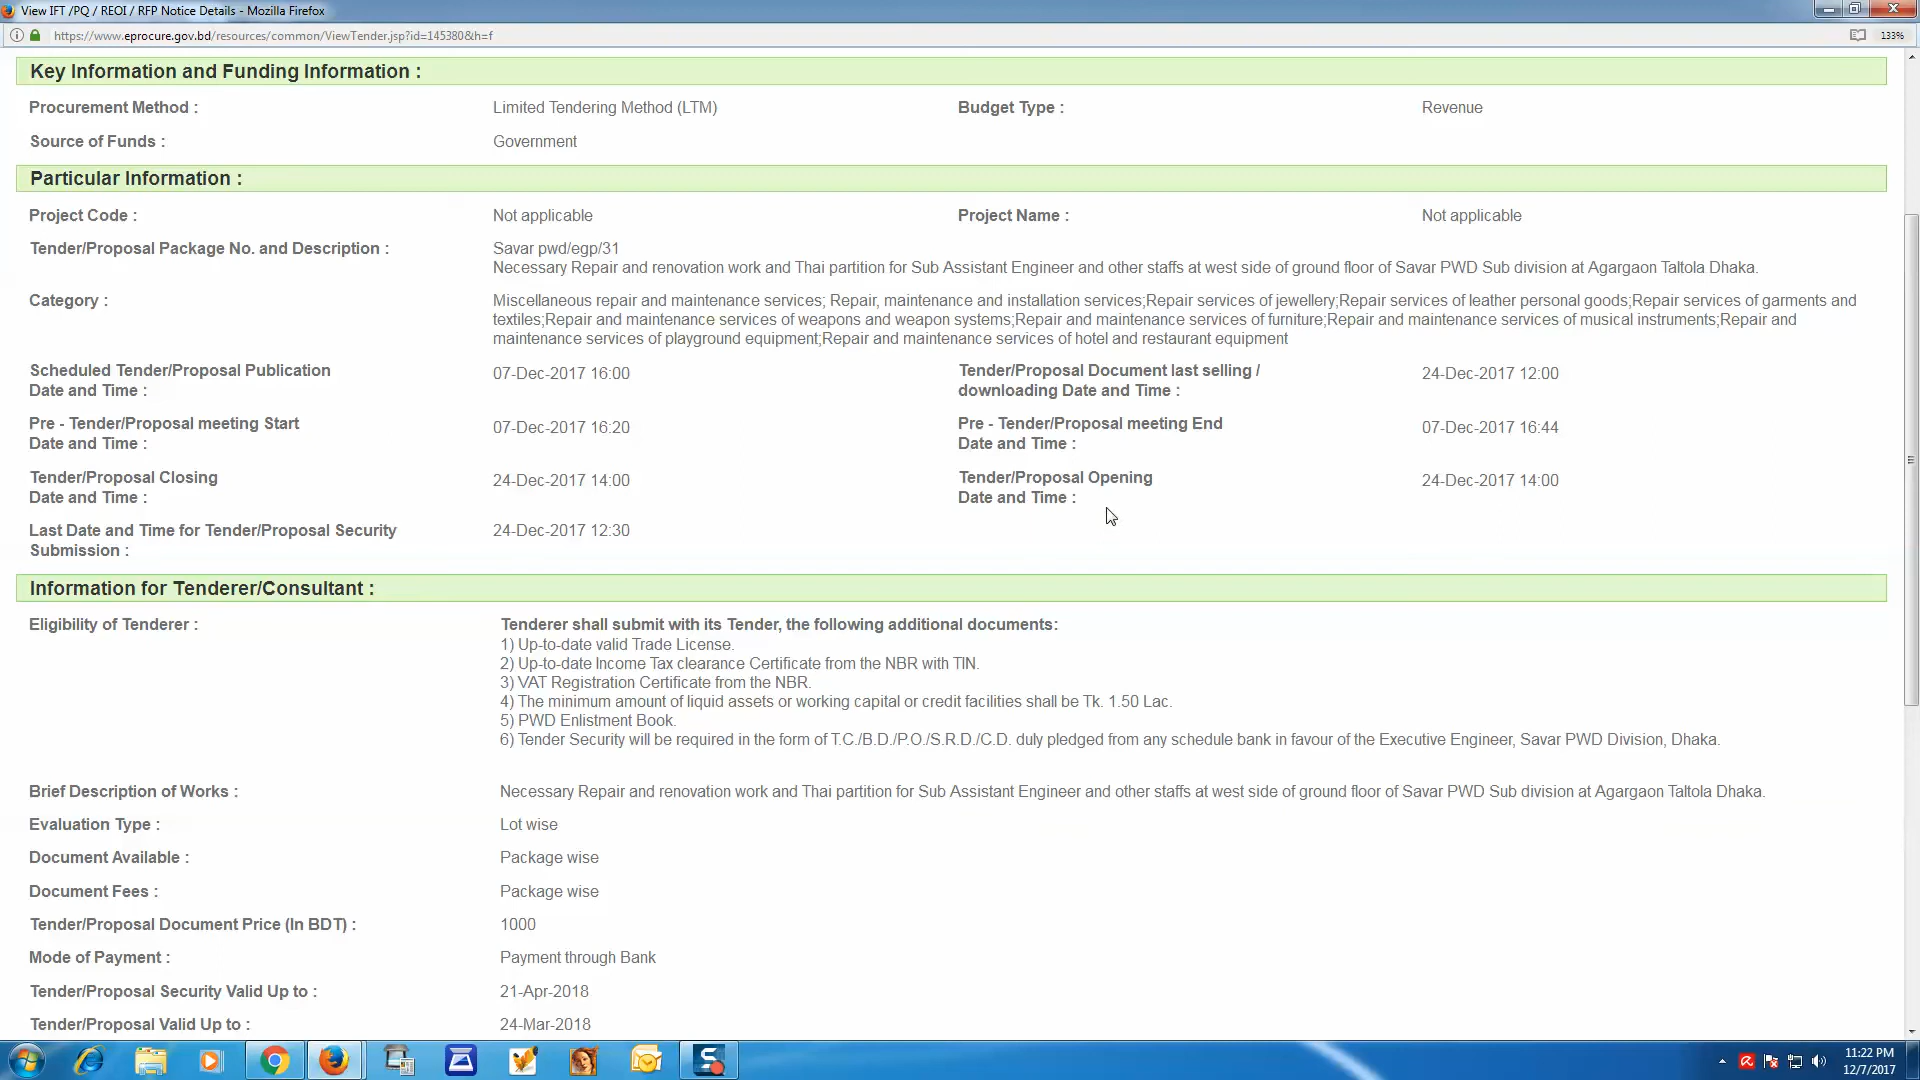 View IFT /PQ / REOI / RFP Notice Details - Mozilla Firefox
https://www.eprocure.gov.bd/resources/common/ViewTender.jsp?id=145380&h=f
133%
Key Information and Funding Information :
Procurement Method : Limited Tendering Method (LTM) Budget Type : Revenue
Source of Funds : Government
Particular Information :
Project Code : Not applicable Project Name : Not applicable
Tender/Proposal Package No. and Description : Savar pwd/egp/31
Necessary Repair and renovation work and Thai partition for Sub Assistant Engineer and other staffs at west side of ground floor of Savar PWD Sub division at Agargaon Taltola Dhaka.
Category : Miscellaneous repair and maintenance services; Repair, maintenance and installation services;Repair services of jewellery;Repair services of leather personal goods;Repair services of garments and
textiles;Repair and maintenance services of weapons and weapon systems;Repair and maintenance services of furniture;Repair and maintenance services of musical instruments;Repair and
maintenance services of playground equipment;Repair and maintenance services of hotel and restaurant equipment
Scheduled Tender/Proposal Publication
Date and Time :
07-Dec-2017 16:00
Tender/Proposal Document last selling /
downloading Date and Time :
24-Dec-2017 12:00
Pre - Tender/Proposal meeting Start
Date and Time :
07-Dec-2017 16:20
Pre - Tender/Proposal meeting End
Date and Time :
07-Dec-2017 16:44
Tender/Proposal Closing
Date and Time :
24-Dec-2017 14:00
Tender/Proposal Opening
Date and Time :
24-Dec-2017 14:00
Last Date and Time for Tender/Proposal Security
Submission :
24-Dec-2017 12:30
Information for Tenderer/Consultant :
Eligibility of Tenderer : Tenderer shall submit with its Tender, the following additional documents:
1) Up-to-date valid Trade License.
2) Up-to-date Income Tax clearance Certificate from the NBR with TIN.
3) VAT Registration Certificate from the NBR.
4) The minimum amount of liquid assets or working capital or credit facilities shall be Tk. 1.50 Lac.
5) PWD Enlistment Book.
6) Tender Security will be required in the form of T.C./B.D./P.O./S.R.D./C.D. duly pledged from any schedule bank in favour of the Executive Engineer, Savar PWD Division, Dhaka.
Brief Description of Works : Necessary Repair and renovation work and Thai partition for Sub Assistant Engineer and other staffs at west side of ground floor of Savar PWD Sub division at Agargaon Taltola Dhaka.
Evaluation Type : Lot wise
Document Available : Package wise
Document Fees : Package wise
Tender/Proposal Document Price (In BDT) : 1000
Mode of Payment : Payment through Bank
Tender/Proposal Security Valid Up to : 21-Apr-2018
Tender/Proposal Valid Up to : 24-Mar-2018
11:22 PM
12/7/2017